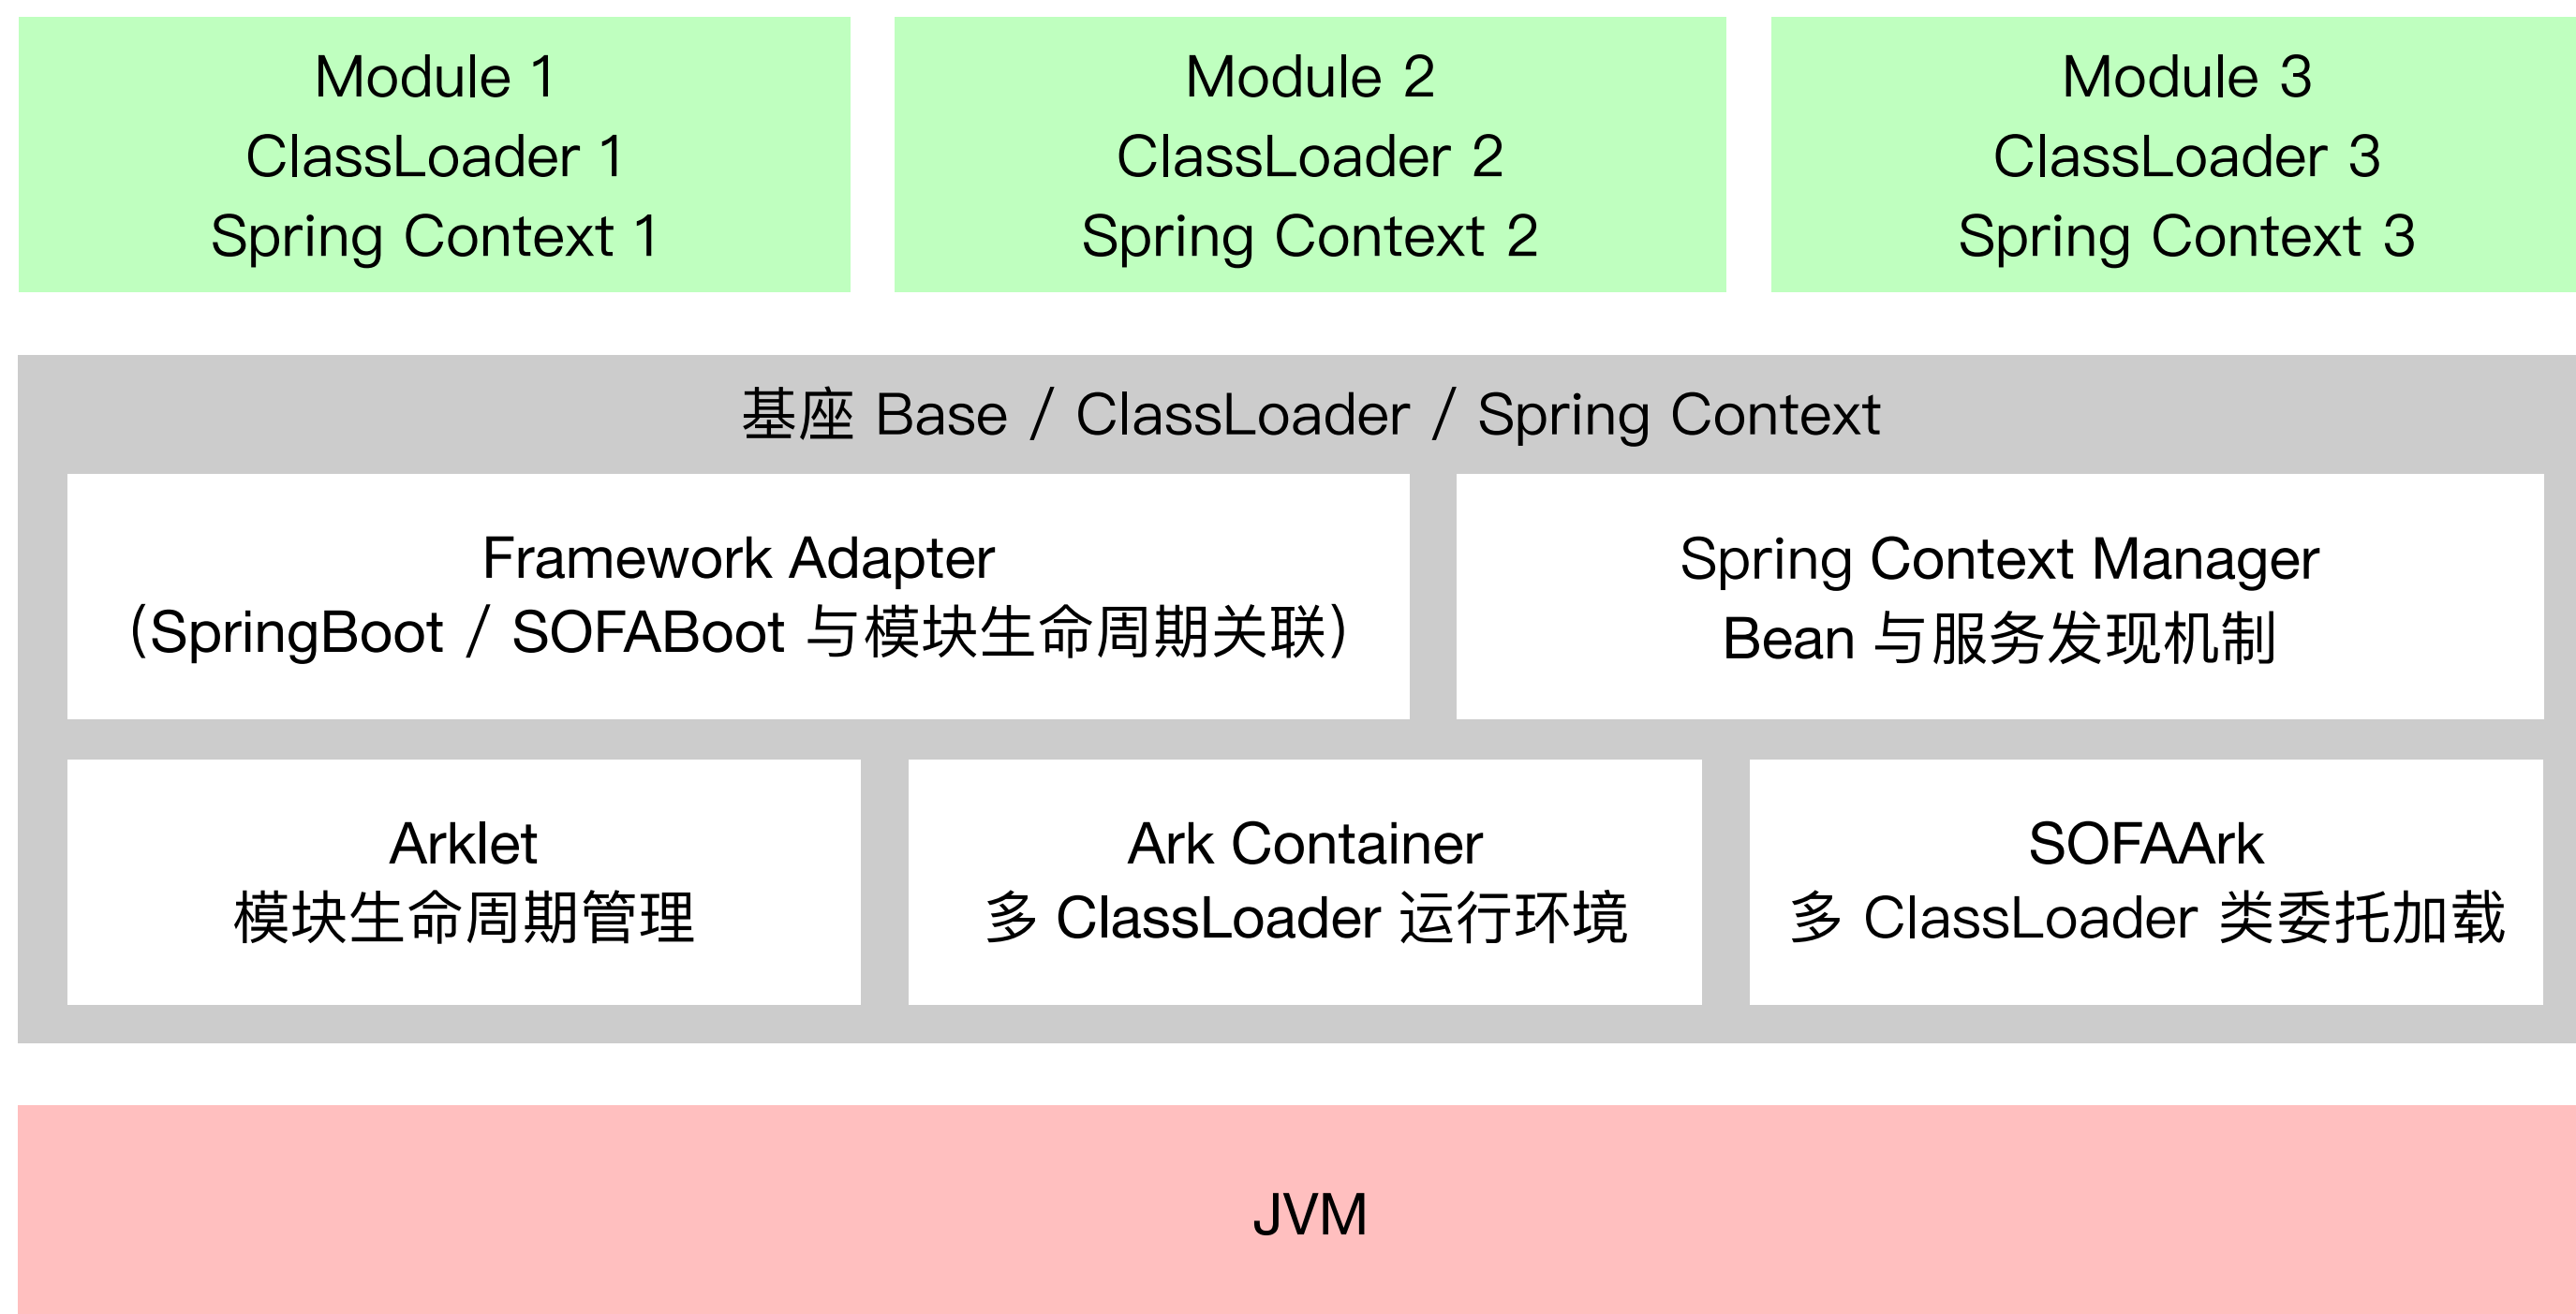 Module 1
ClassLoader 1
Spring Context 1
Module 2
ClassLoader 2
Spring Context 2
Module 3
ClassLoader 3
Spring Context 3
基座 Base / ClassLoader / Spring Context
Framework Adapter
（SpringBoot / SOFABoot 与模块生命周期关联）
Spring Context Manager
Bean 与服务发现机制
Arklet
模块生命周期管理
Ark Container
多 ClassLoader 运行环境
SOFAArk
多 ClassLoader 类委托加载
JVM